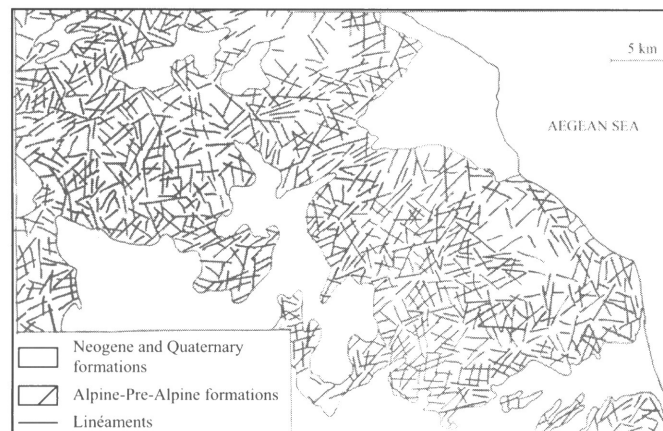 5 km
AEGEAN SEA
Neogene and Quaternary
formations
Alpine-Pre-Alpine formations
Linéaments